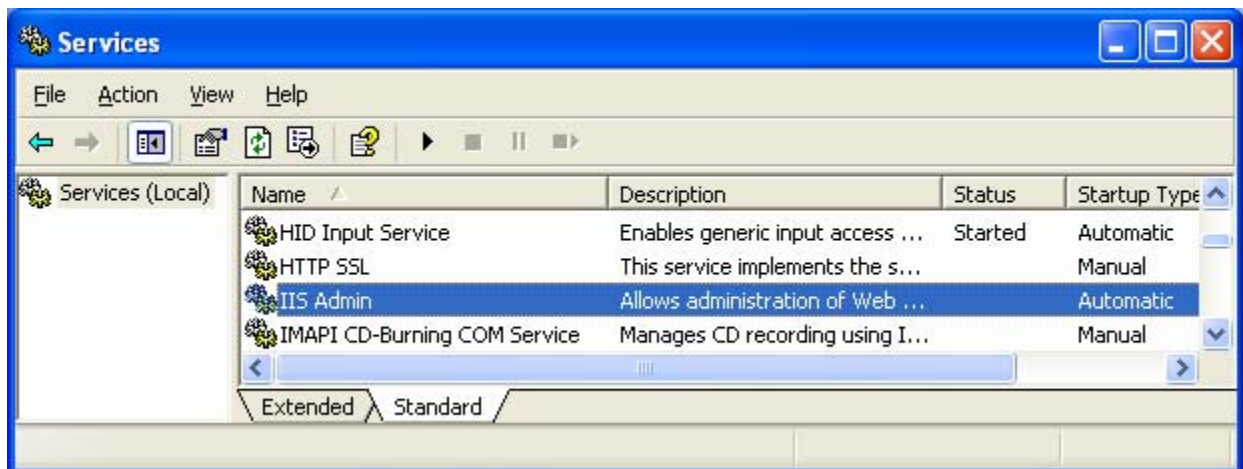 Services
File Action View Help
Services (Local)
Name Description Status Startup Type
HID Input Service Enables generic input access ... Started Automatic
HTTP SSL This service implements the s... Manual
IIS Admin Allows administration of Web ... Automatic
IMAPI CD-Burning COM Service Manages CD recording using I... Manual
Extended Standard